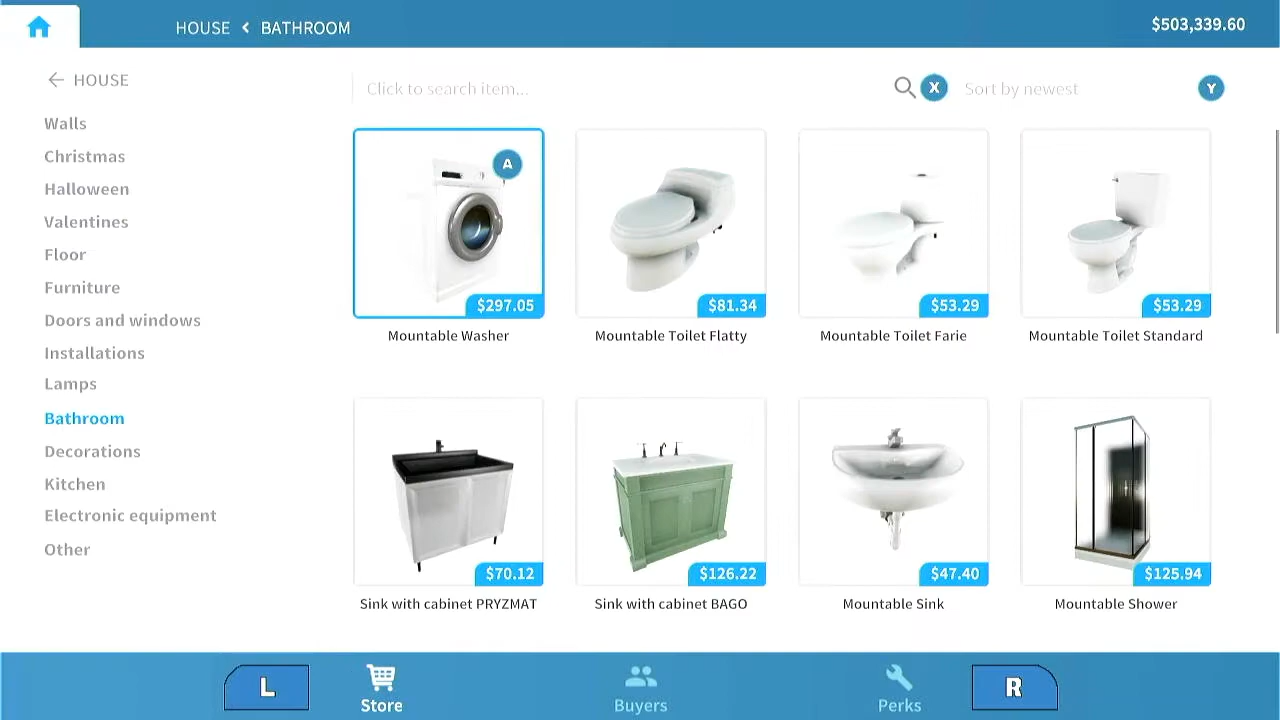 HOUSE < BATHROOM
$503,339.60
← HOUSE
Click to search item...
X
Sort by newest
Y
Walls
Christmas
Halloween
Valentines
Floor
Furniture
Doors and windows
Installations
Lamps
Bathroom
Decorations
Kitchen
Electronic equipment
Other
A
$297.05
Mountable Washer
$81.34
Mountable Toilet Flatty
$53.29
Mountable Toilet Farie
$53.29
Mountable Toilet Standard
$70.12
Sink with cabinet PRYZMAT
$126.22
Sink with cabinet BAGO
$47.40
Mountable Sink
$125.94
Mountable Shower
L
Store
Buyers
Perks
R